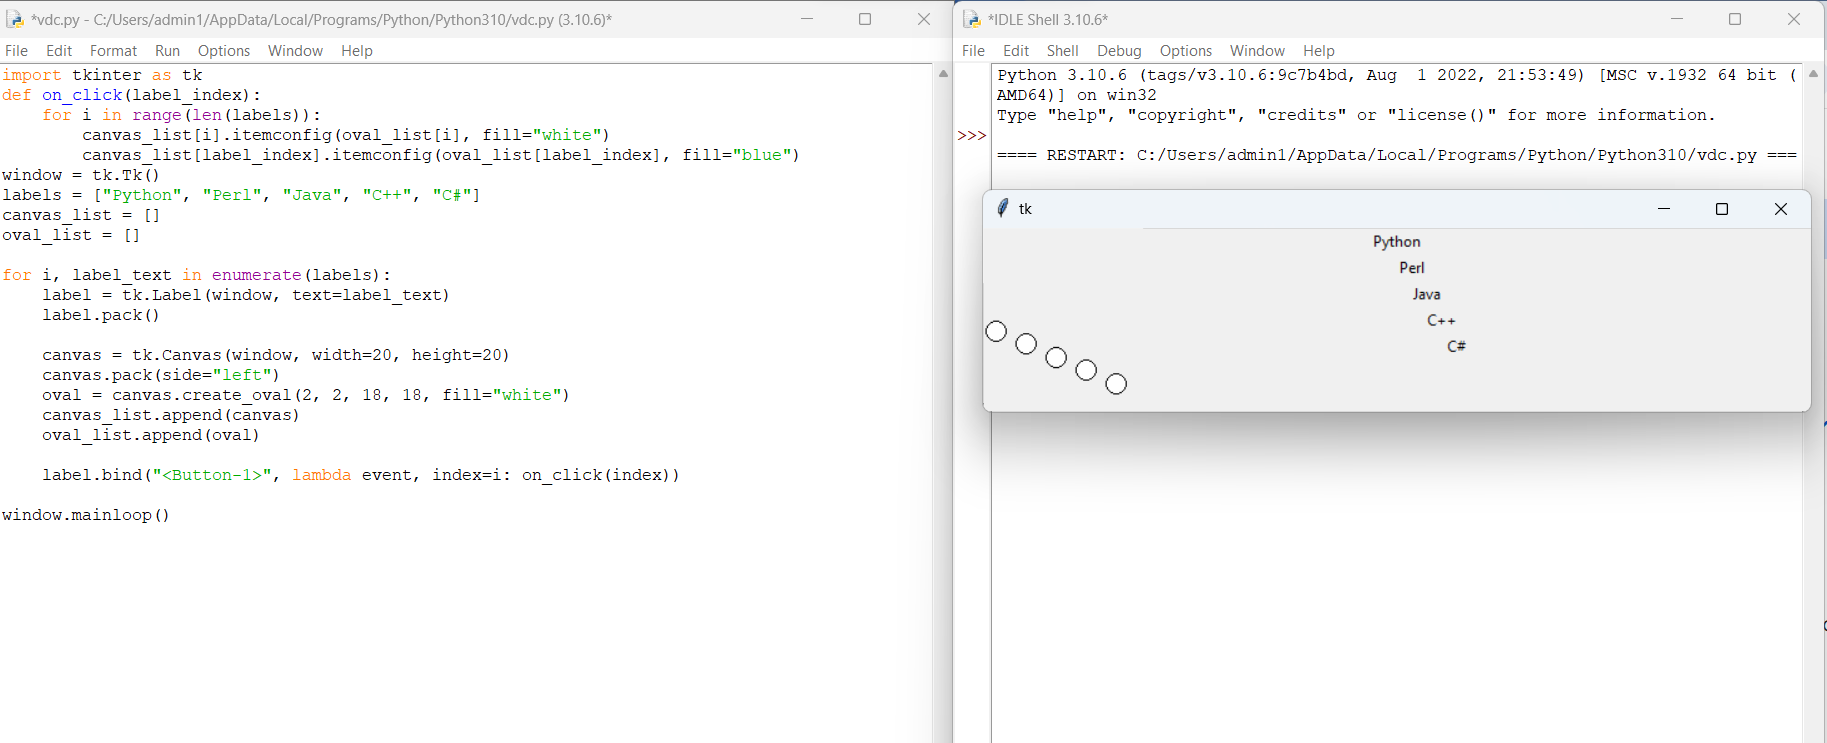 *vdc.py - C:/Users/admin1/AppData/Local/Programs/Python/Python310/vdc.py (3.10.6)*
File Edit Format Run Options Window Help
import tkinter as tk
def on_click(label_index):
    for i in range(len(labels)):
        canvas_list[i].itemconfig(oval_list[i], fill="white")
        canvas_list[label_index].itemconfig(oval_list[label_index], fill="blue")
window = tk.Tk()
labels = ["Python", "Perl", "Java", "C++", "C#"]
canvas_list = []
oval_list = []
for i, label_text in enumerate(labels):
    label = tk.Label(window, text=label_text)
    label.pack()
    canvas = tk.Canvas(window, width=20, height=20)
    canvas.pack(side="left")
    oval = canvas.create_oval(2, 2, 18, 18, fill="white")
    canvas_list.append(canvas)
    oval_list.append(oval)
    label.bind("<Button-1>", lambda event, index=i: on_click(index))
window.mainloop()
*IDLE Shell 3.10.6*
File Edit Shell Debug Options Window Help
Python 3.10.6 (tags/v3.10.6:9c7b4bd, Aug  1 2022, 21:53:49) [MSC v.1932 64 bit (
AMD64)] on win32
Type "help", "copyright", "credits" or "license()" for more information.
>>>
==== RESTART: C:/Users/admin1/AppData/Local/Programs/Python/Python310/vdc.py ===
tk
Python
Perl
Java
C++
C#